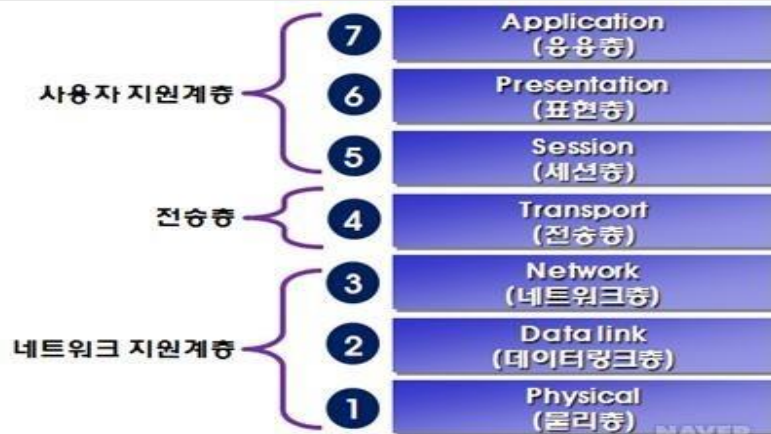 7
Application
(응용층)
사용자 지원계층
6
Presentation
(표현층)
5
Session
(세션층)
전송층
4
Transport
(전송층)
3
Network
(네트워크층)
네트워크 지원계층
2
Data link
(데이터링크층)
1
Physical
(물리층)
NAVER